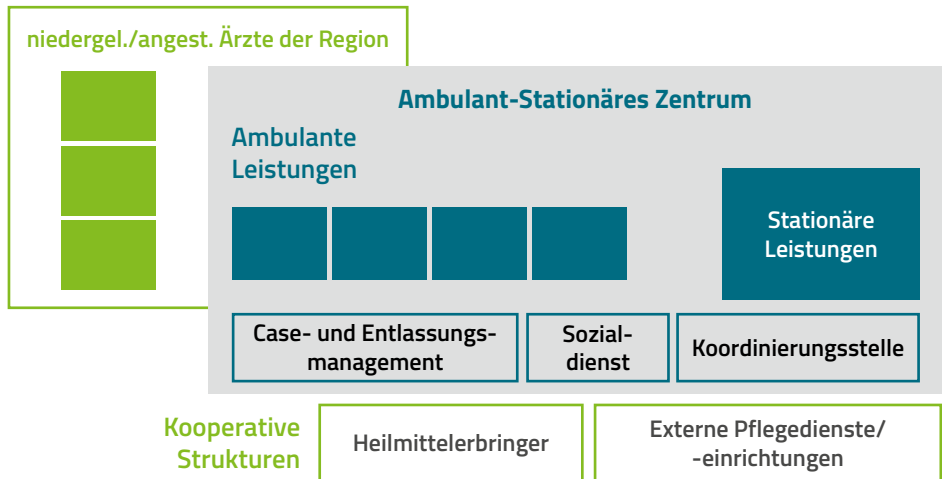 niedergel./angest. Ärzte der Region
Ambulant-Stationäres Zentrum
Ambulante
Leistungen
Stationäre
Leistungen
Case- und Entlassungs-
management
Sozial-
dienst
Koordinierungsstelle
Kooperative
Strukturen
Heilmittelerbringer
Externe Pflegedienste/
-einrichtungen